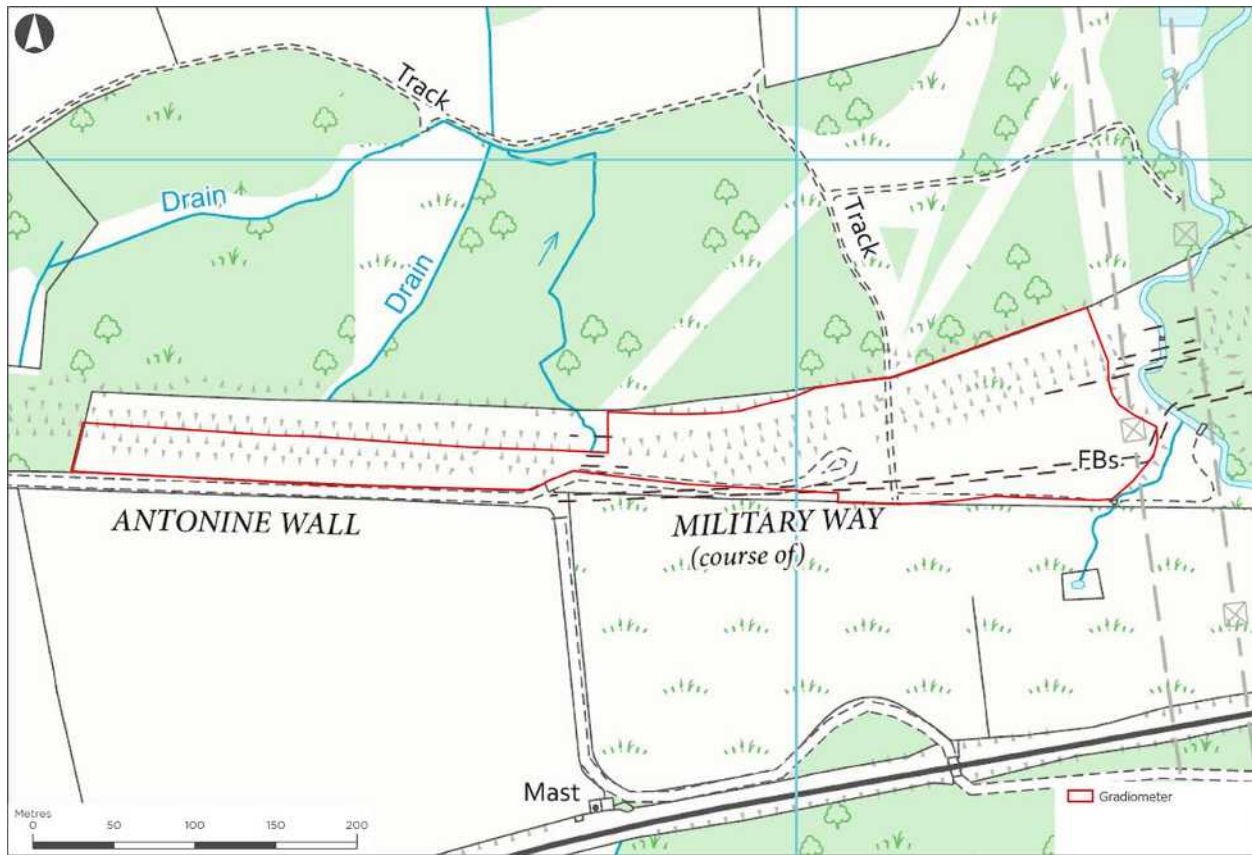 Track
Drain
Track
Drain
FBs
ANTONINE WALL
MILITARY WAY
(course of)
Mast
Gradiometer
Metres
0 50 100 150 200